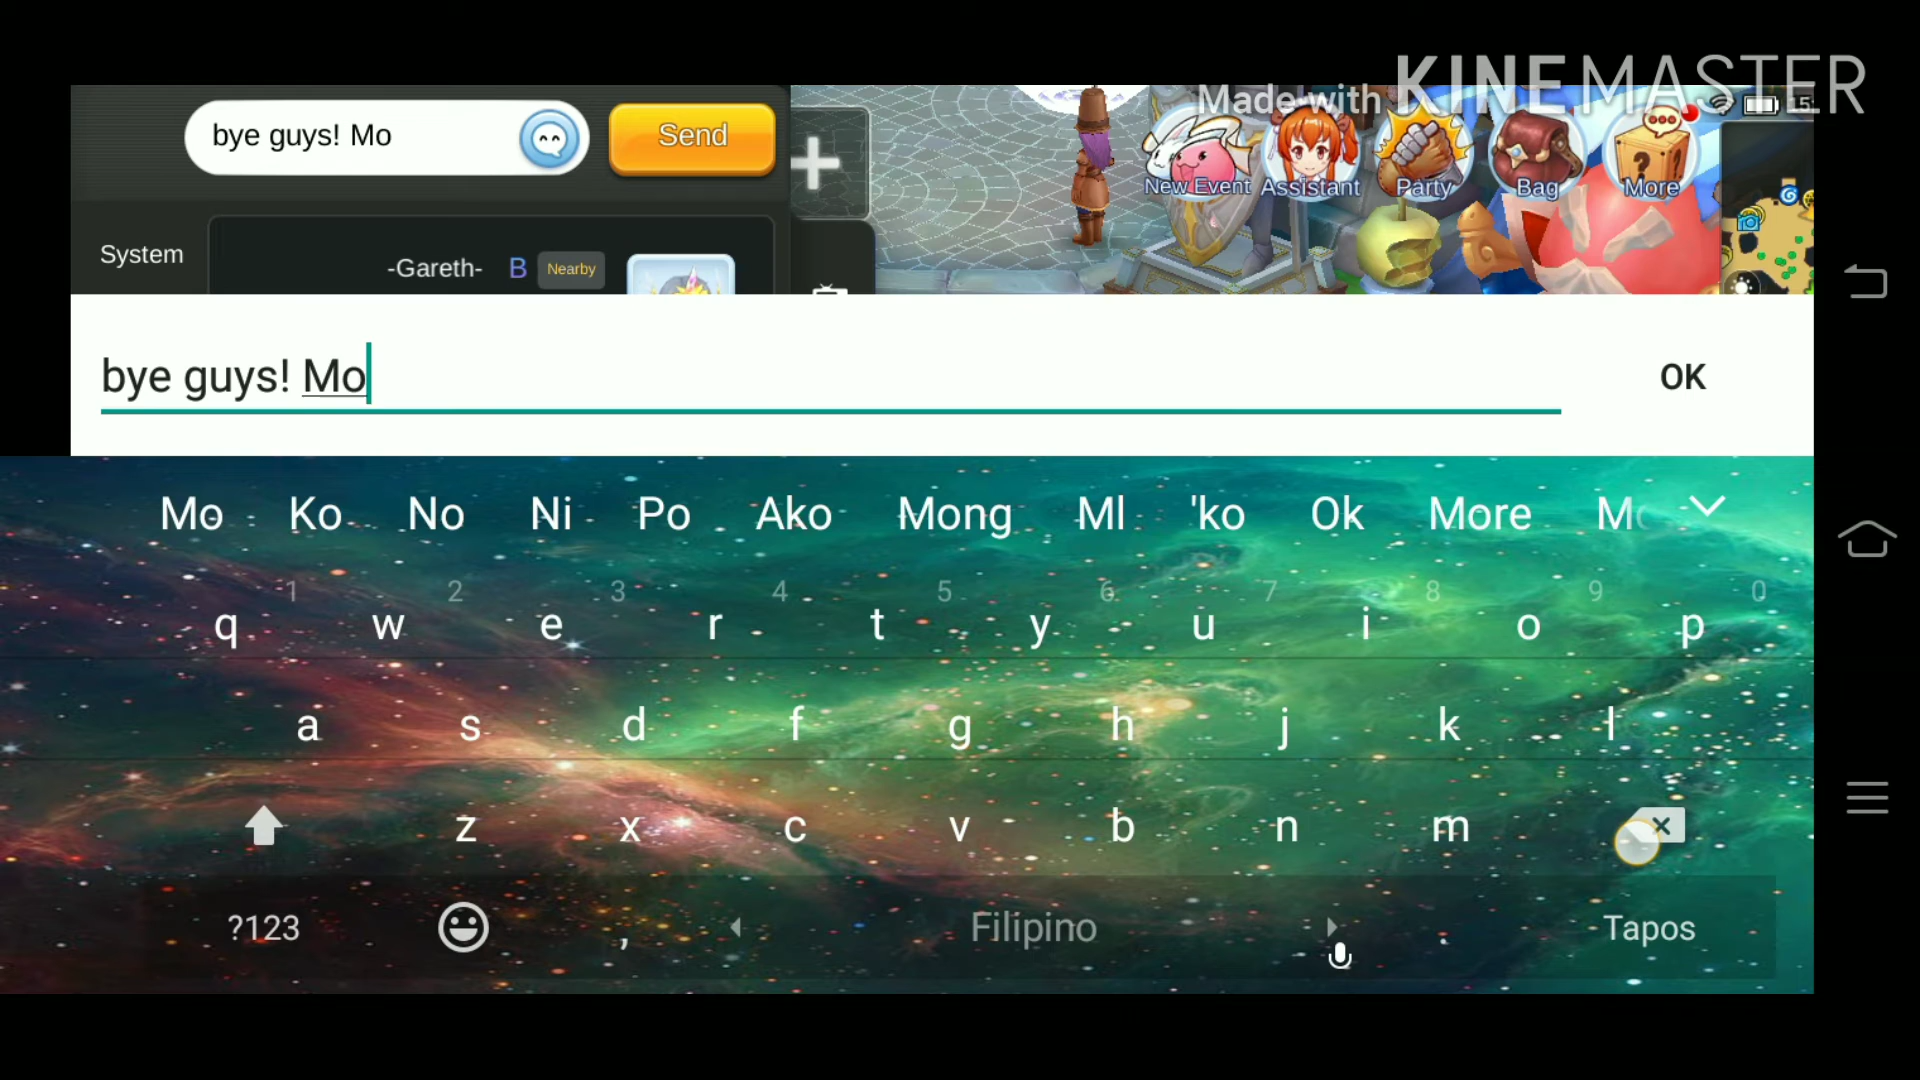 Made with KINEMASTER
bye guys! Mo
Send
New Event Assistant Party Bag More
15:
System
-Gareth- B Nearby
bye guys! Mo
OK
Mo Ko No Ni Po Ako Mong Ml 'ko Ok More
1 2 3 4 5 6 7 8 9 0
q w e r t y u i o p
a s d f g h j k l
z x c v b n m
?123 , Filipino . Tapos